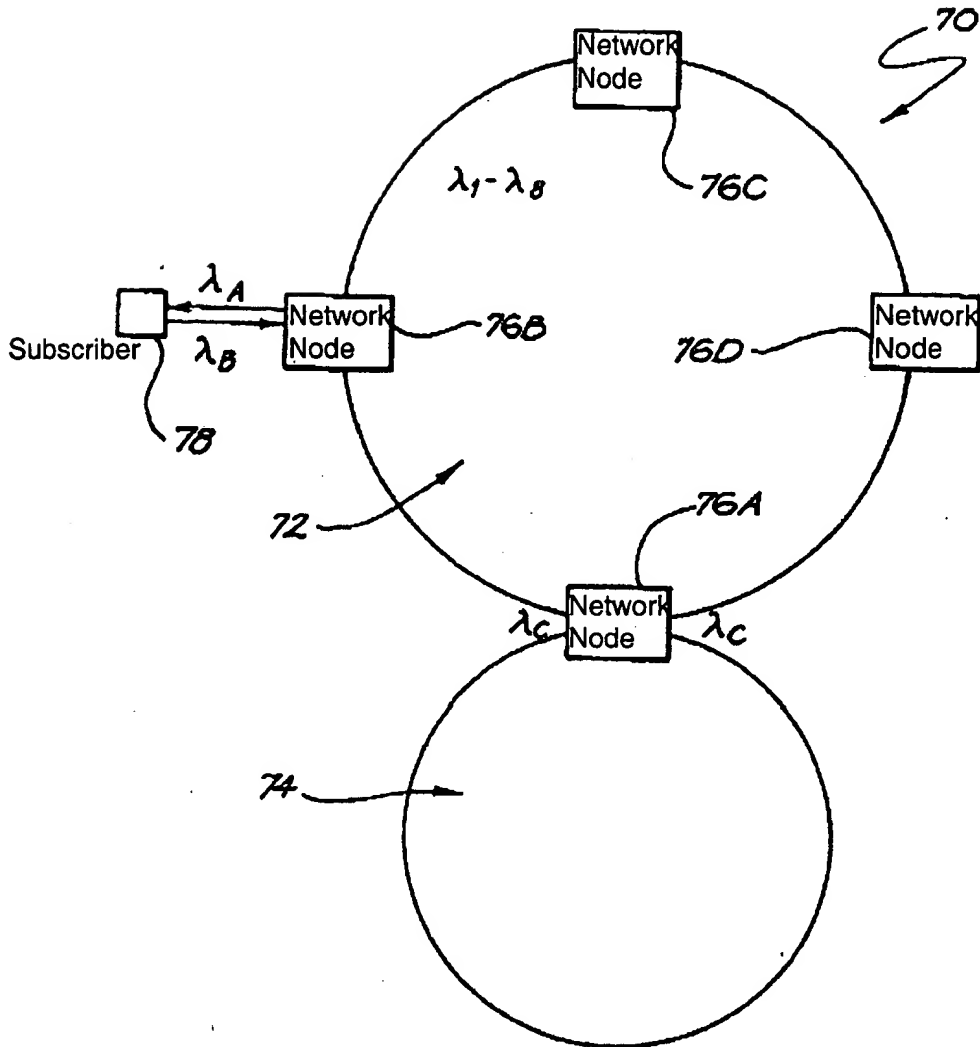 70
Network
Node
76C
λ1-λ8
λA
Network
Node
76B
76D
Network
Node
Subscriber
λB
78
72
76A
Network
Node
λC
λC
74